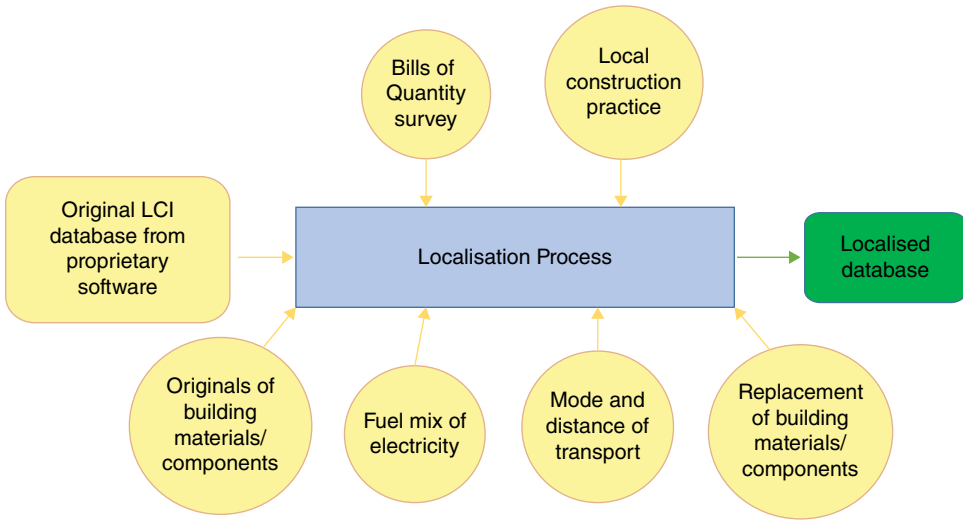 Bills of
Quantity
survey
Local
construction
practice
Original LCI
database from
proprietary
software
Localisation Process
Localised
database
Originals of
building
materials/
components
Fuel mix of
electricity
Mode and
distance of
transport
Replacement
of building
materials/
components